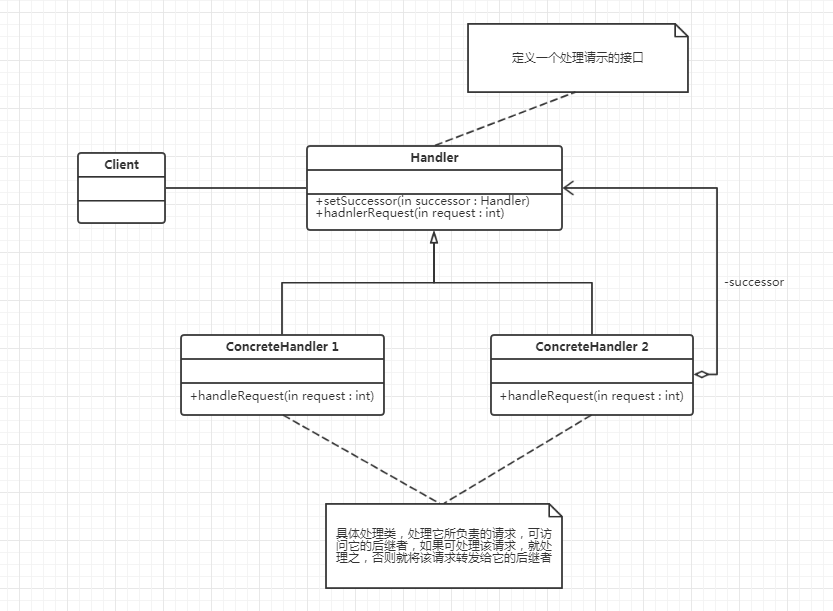 定义一个处理请示的接口
Client
Handler
+setSuccessor(in successor : Handler)
+hadnlerRequest(in request : int)
-successor
ConcreteHandler 1
+handleRequest(in request : int)
ConcreteHandler 2
+handleRequest(in request : int)
具体处理类，处理它所负责的请求，可访
问它的后继者，如果可处理该请求，就处
理之，否则就将该请求转发给它的后继者